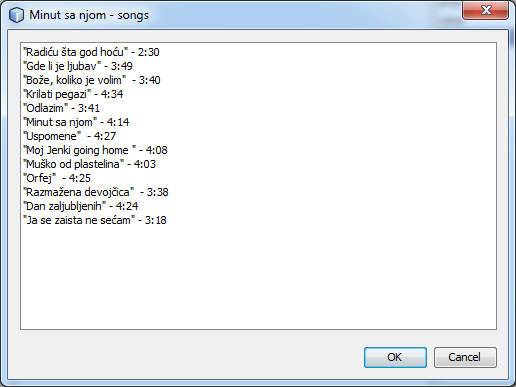 Minut sa njom - songs
"Radiću šta god hoću" - 2:30
"Gde li je ljubav" - 3:49
"Bože, koliko je volim" - 3:40
"Krilati pegazi" - 4:34
"Odlazim" - 3:41
"Minut sa njom" - 4:14
"Uspomene" - 4:27
"Moj Jenki going home " - 4:08
"Muško od plastelina" - 4:03
"Orfej" - 4:25
"Razmažena devojčica" - 3:38
"Dan zaljubljenih" - 4:24
"Ja se zaista ne sećam" - 3:18
OK Cancel